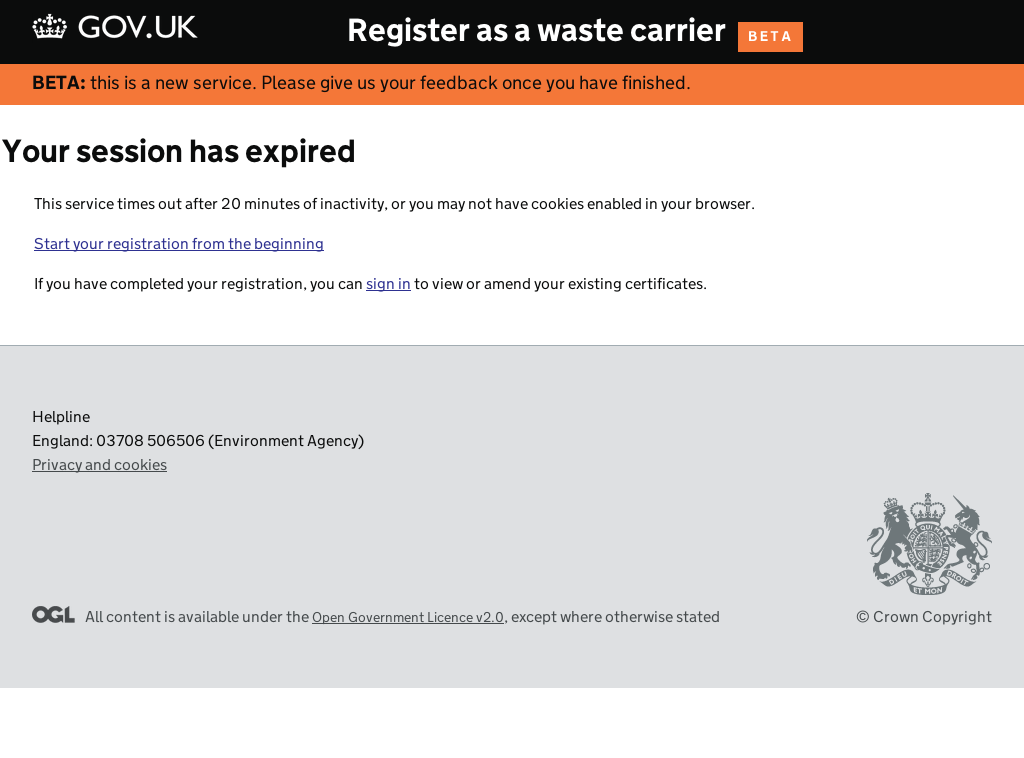 GOV.UK
Register as a waste carrier BETA
BETA: this is a new service. Please give us your feedback once you have finished.
Your session has expired
This service times out after 20 minutes of inactivity, or you may not have cookies enabled in your browser.
Start your registration from the beginning
If you have completed your registration, you can sign in to view or amend your existing certificates.
Helpline
England: 03708 506506 (Environment Agency)
Privacy and cookies
DIEU ET MON DROIT
OGL All content is available under the Open Government Licence v2.0, except where otherwise stated
© Crown Copyright